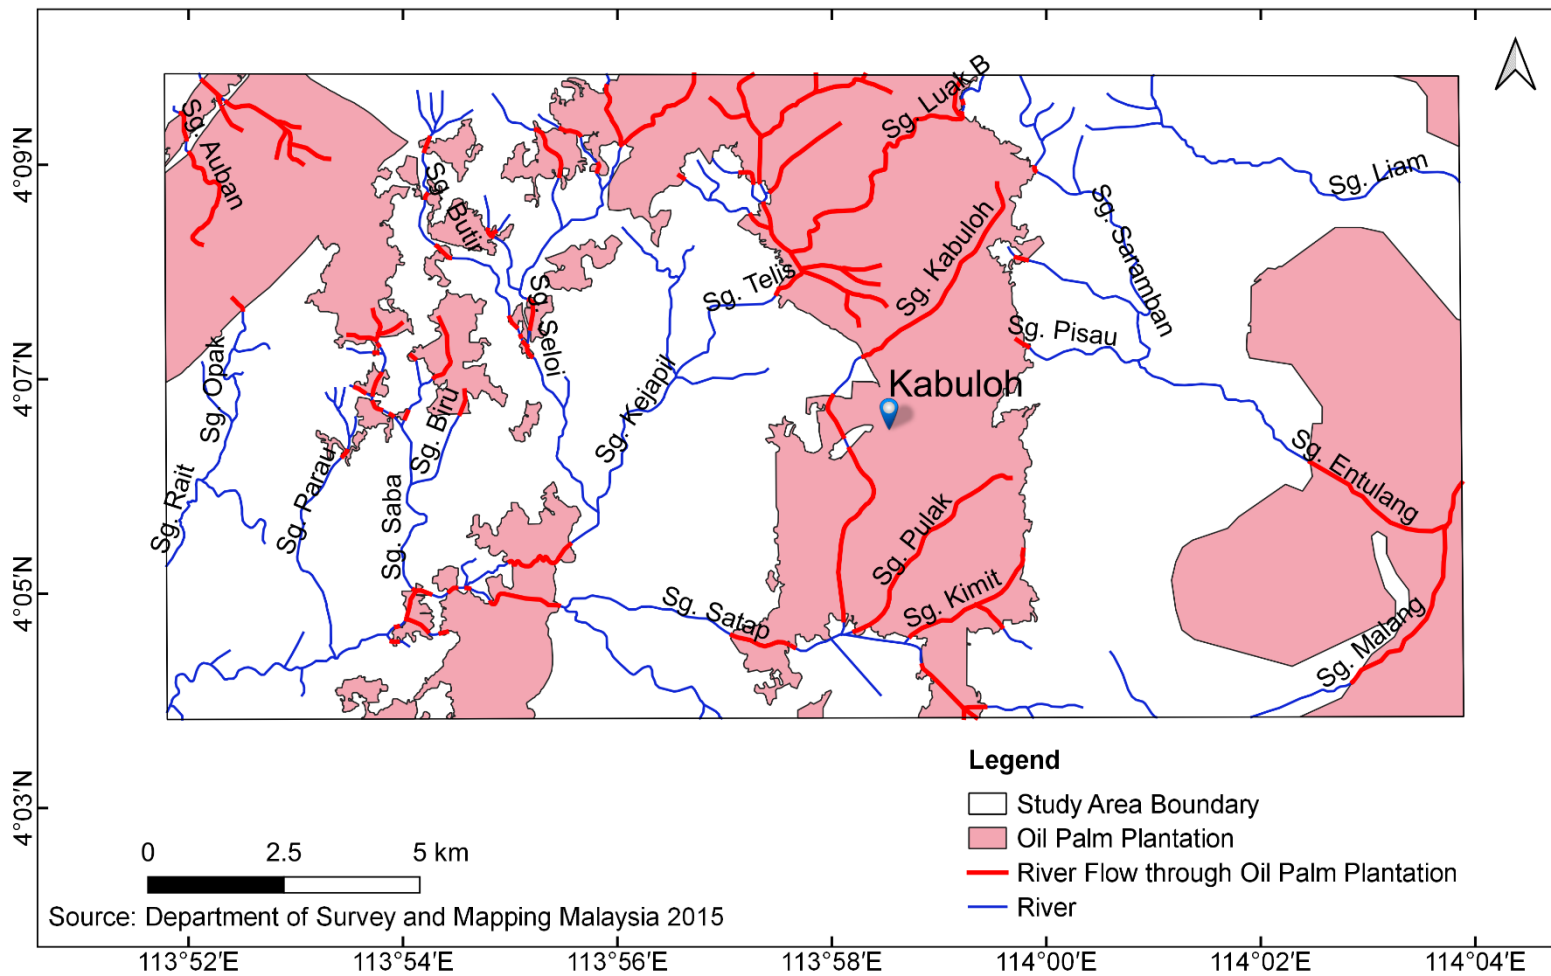 4°09'N
4°07'N
4°05'N
4°03'N
Sg. Auban
Sg. Butir
Sg. Luak B
Sg. Liam
Sg. Saramban
Sg. Kabuloh
Sg. Telis
Sg. Seloi
Sg. Pisau
Sg. Opak
Sg. Kejapil
Kabuloh
Sg. Biru
Sg. Parau
Sg. Rait
Sg. Saba
Sg. Entulang
Sg. Pulak
Sg. Kimit
Sg. Satap
Sg. Malang
Legend
Study Area Boundary
Oil Palm Plantation
River Flow through Oil Palm Plantation
River
0 2.5 5 km
Source: Department of Survey and Mapping Malaysia 2015
113°52'E 113°54'E 113°56'E 113°58'E 114°00'E 114°02'E 114°04'E